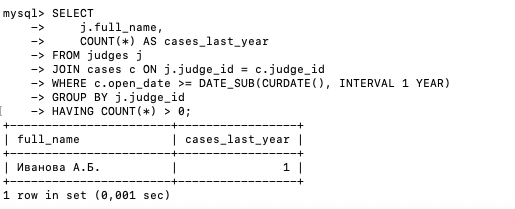 mysql> SELECT
    ->     j.full_name,
    ->     COUNT(*) AS cases_last_year
    -> FROM judges j
    -> JOIN cases c ON j.judge_id = c.judge_id
    -> WHERE c.open_date >= DATE_SUB(CURDATE(), INTERVAL 1 YEAR)
    -> GROUP BY j.judge_id
    -> HAVING COUNT(*) > 0;
+----------------------+-----------------+
| full_name            | cases_last_year |
+----------------------+-----------------+
| Иванова А.Б.         |               1 |
+----------------------+-----------------+
1 row in set (0,001 sec)